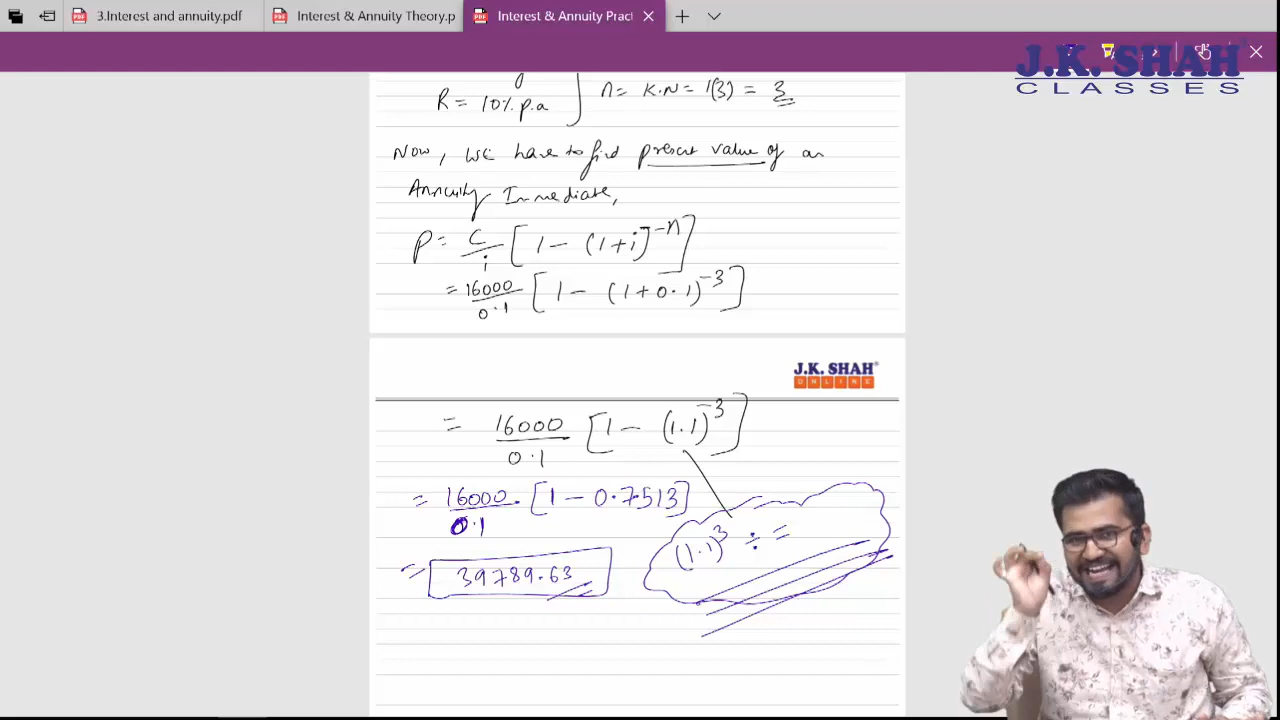 3.Interest and annuity.pdf
Interest & Annuity Theory.p
Interest & Annuity Pract
J.K. SHAH
CLASSES
R = 10% p.a
n = K.N = 1(3) = 3
Now, we have to find present value of an
Annuity Immediate,
P = C/i [1 - (1+i)]^-n]
= 16000/0.1 [1 - (1+0.1)^-3]
J.K. SHAH
ONLINE
= 16000/0.1 [1 - (1.1)^-3]
= 16000/0.1 [1 - 0.7513]
(1.1)^3 ÷ =
= 39789.63